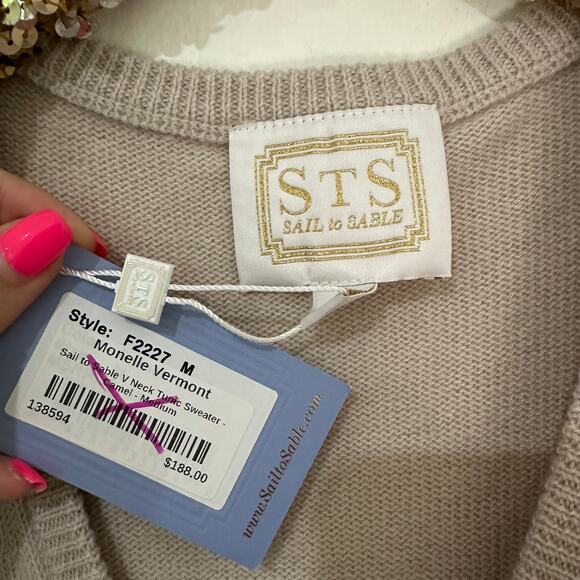 STS
SAIL to SABLE
STS
Style: F2227 M
Monelle Vermont
Sail to Sable V Neck Tunic Sweater -
Camel - Medium
138594
$188.00
www.SailtoSable.com